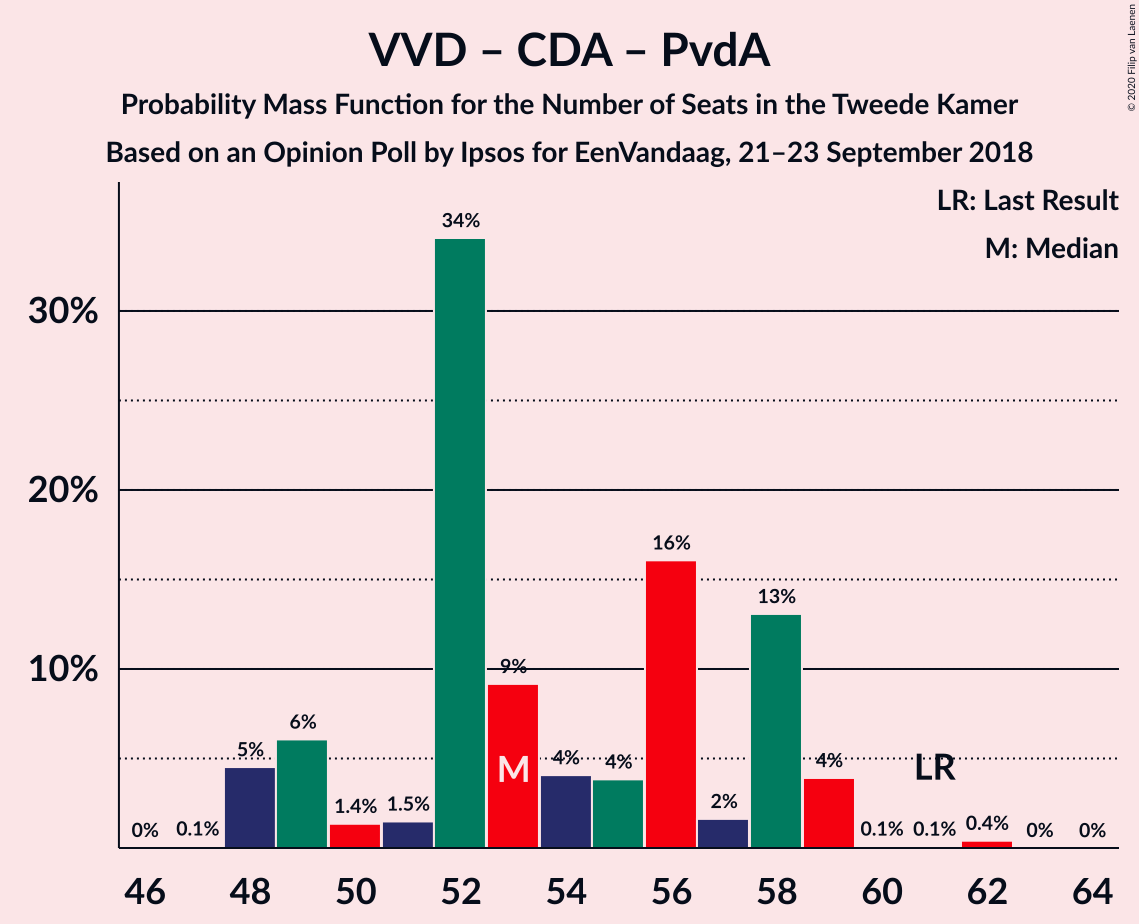 VVD – CDA – PvdA
Probability Mass Function for the Number of Seats in the Tweede Kamer
Based on an Opinion Poll by Ipsos for EenVandaag, 21–23 September 2018
© 2020 Filip van Laenen
LR: Last Result
M: Median
34%
30%
20%
16%
13%
10%
9%
6%
5%
4%
4%
4%
M
LR
1.4%
1.5%
2%
0%
0.1%
0.1%
0.1%
0.4%
0%
0%
46 48 50 52 54 56 58 60 62 64